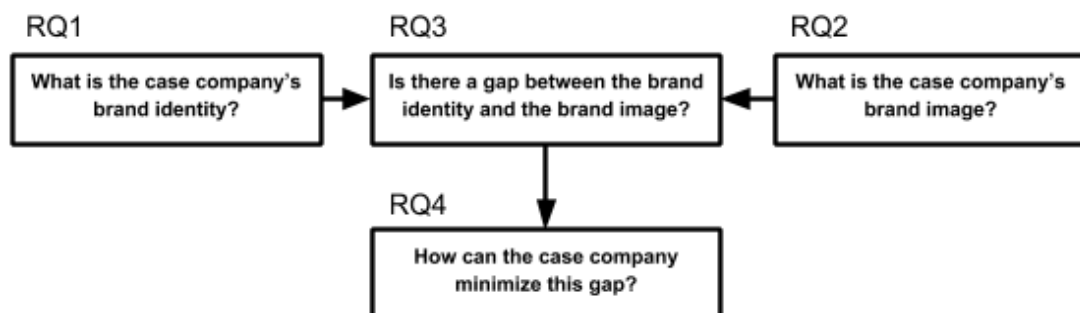 RQ1
What is the case company's
brand identity?
RQ3
Is there a gap between the brand
identity and the brand image?
RQ2
What is the case company's
brand image?
RQ4
How can the case company
minimize this gap?